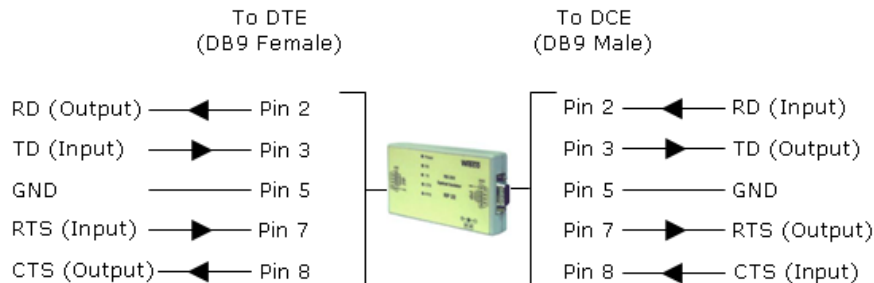 To DTE
(DB9 Female)
To DCE
(DB9 Male)
RD (Output) Pin 2
TD (Input) Pin 3
GND Pin 5
RTS (Input) Pin 7
CTS (Output) Pin 8
Pin 2 RD (Input)
Pin 3 TD (Output)
Pin 5 GND
Pin 7 RTS (Output)
Pin 8 CTS (Input)